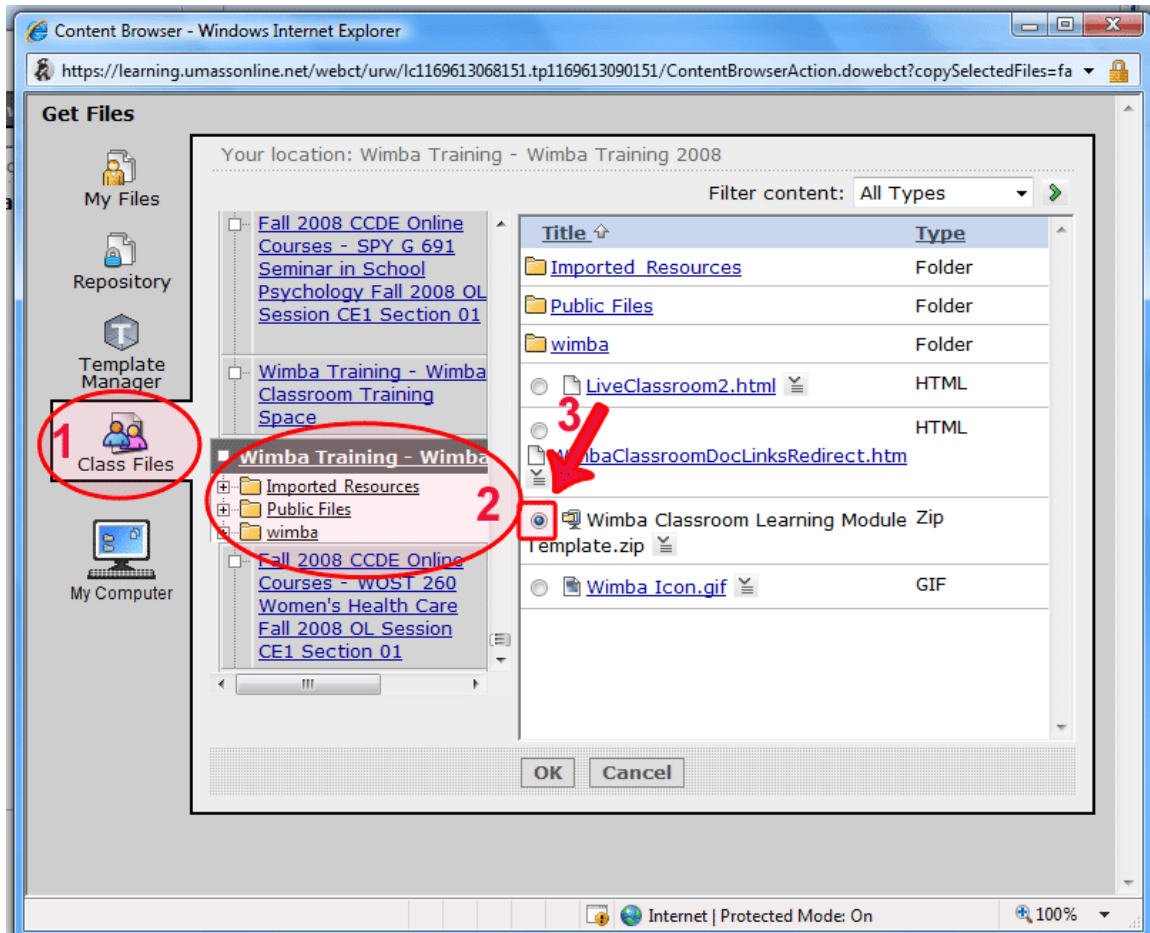 Content Browser - Windows Internet Explorer
https://learning.umassonline.net/webct/urw/lc1169613068151.tp1169613090151/ContentBrowserAction.dowebct?copySelectedFiles=fa
Get Files
My Files
Repository
Template
Manager
1
Class Files
My Computer
Your location: Wimba Training - Wimba Training 2008
Filter content: All Types
Fall 2008 CCDE Online
Courses - SPY G 691
Seminar in School
Psychology Fall 2008 OL
Session CE1 Section 01
Wimba Training - Wimba
Classroom Training
Space
Wimba Training - Wimba
Imported Resources
Public Files
wimba
2
Fall 2008 CCDE Online
Courses - WOST 260
Women's Health Care
Fall 2008 OL Session
CE1 Section 01
Title Type
Imported Resources Folder
Public Files Folder
wimba Folder
LiveClassroom2.html HTML
3
HTML
baClassroomDocLinksRedirect.htm
Wimba Classroom Learning Module Zip
Template.zip
Wimba Icon.gif GIF
OK Cancel
Internet | Protected Mode: On
100%